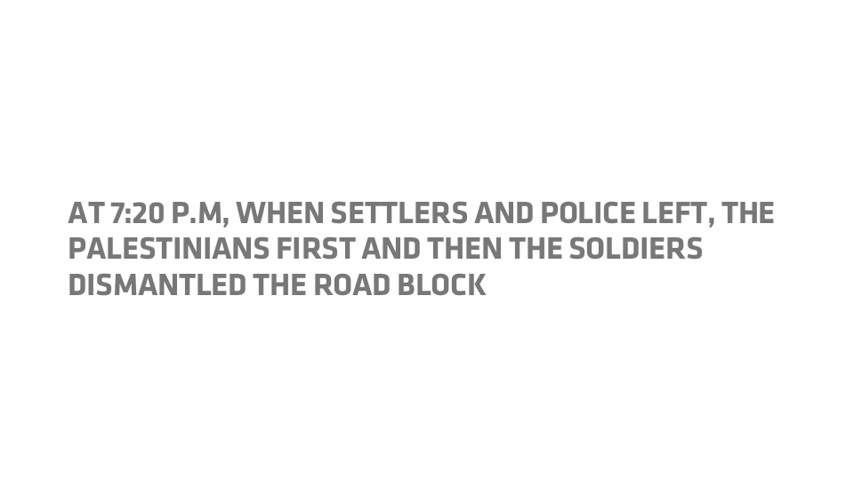 AT 7:20 P.M, WHEN SETTLERS AND POLICE LEFT, THE
PALESTINIANS FIRST AND THEN THE SOLDIERS
DISMANTLED THE ROAD BLOCK